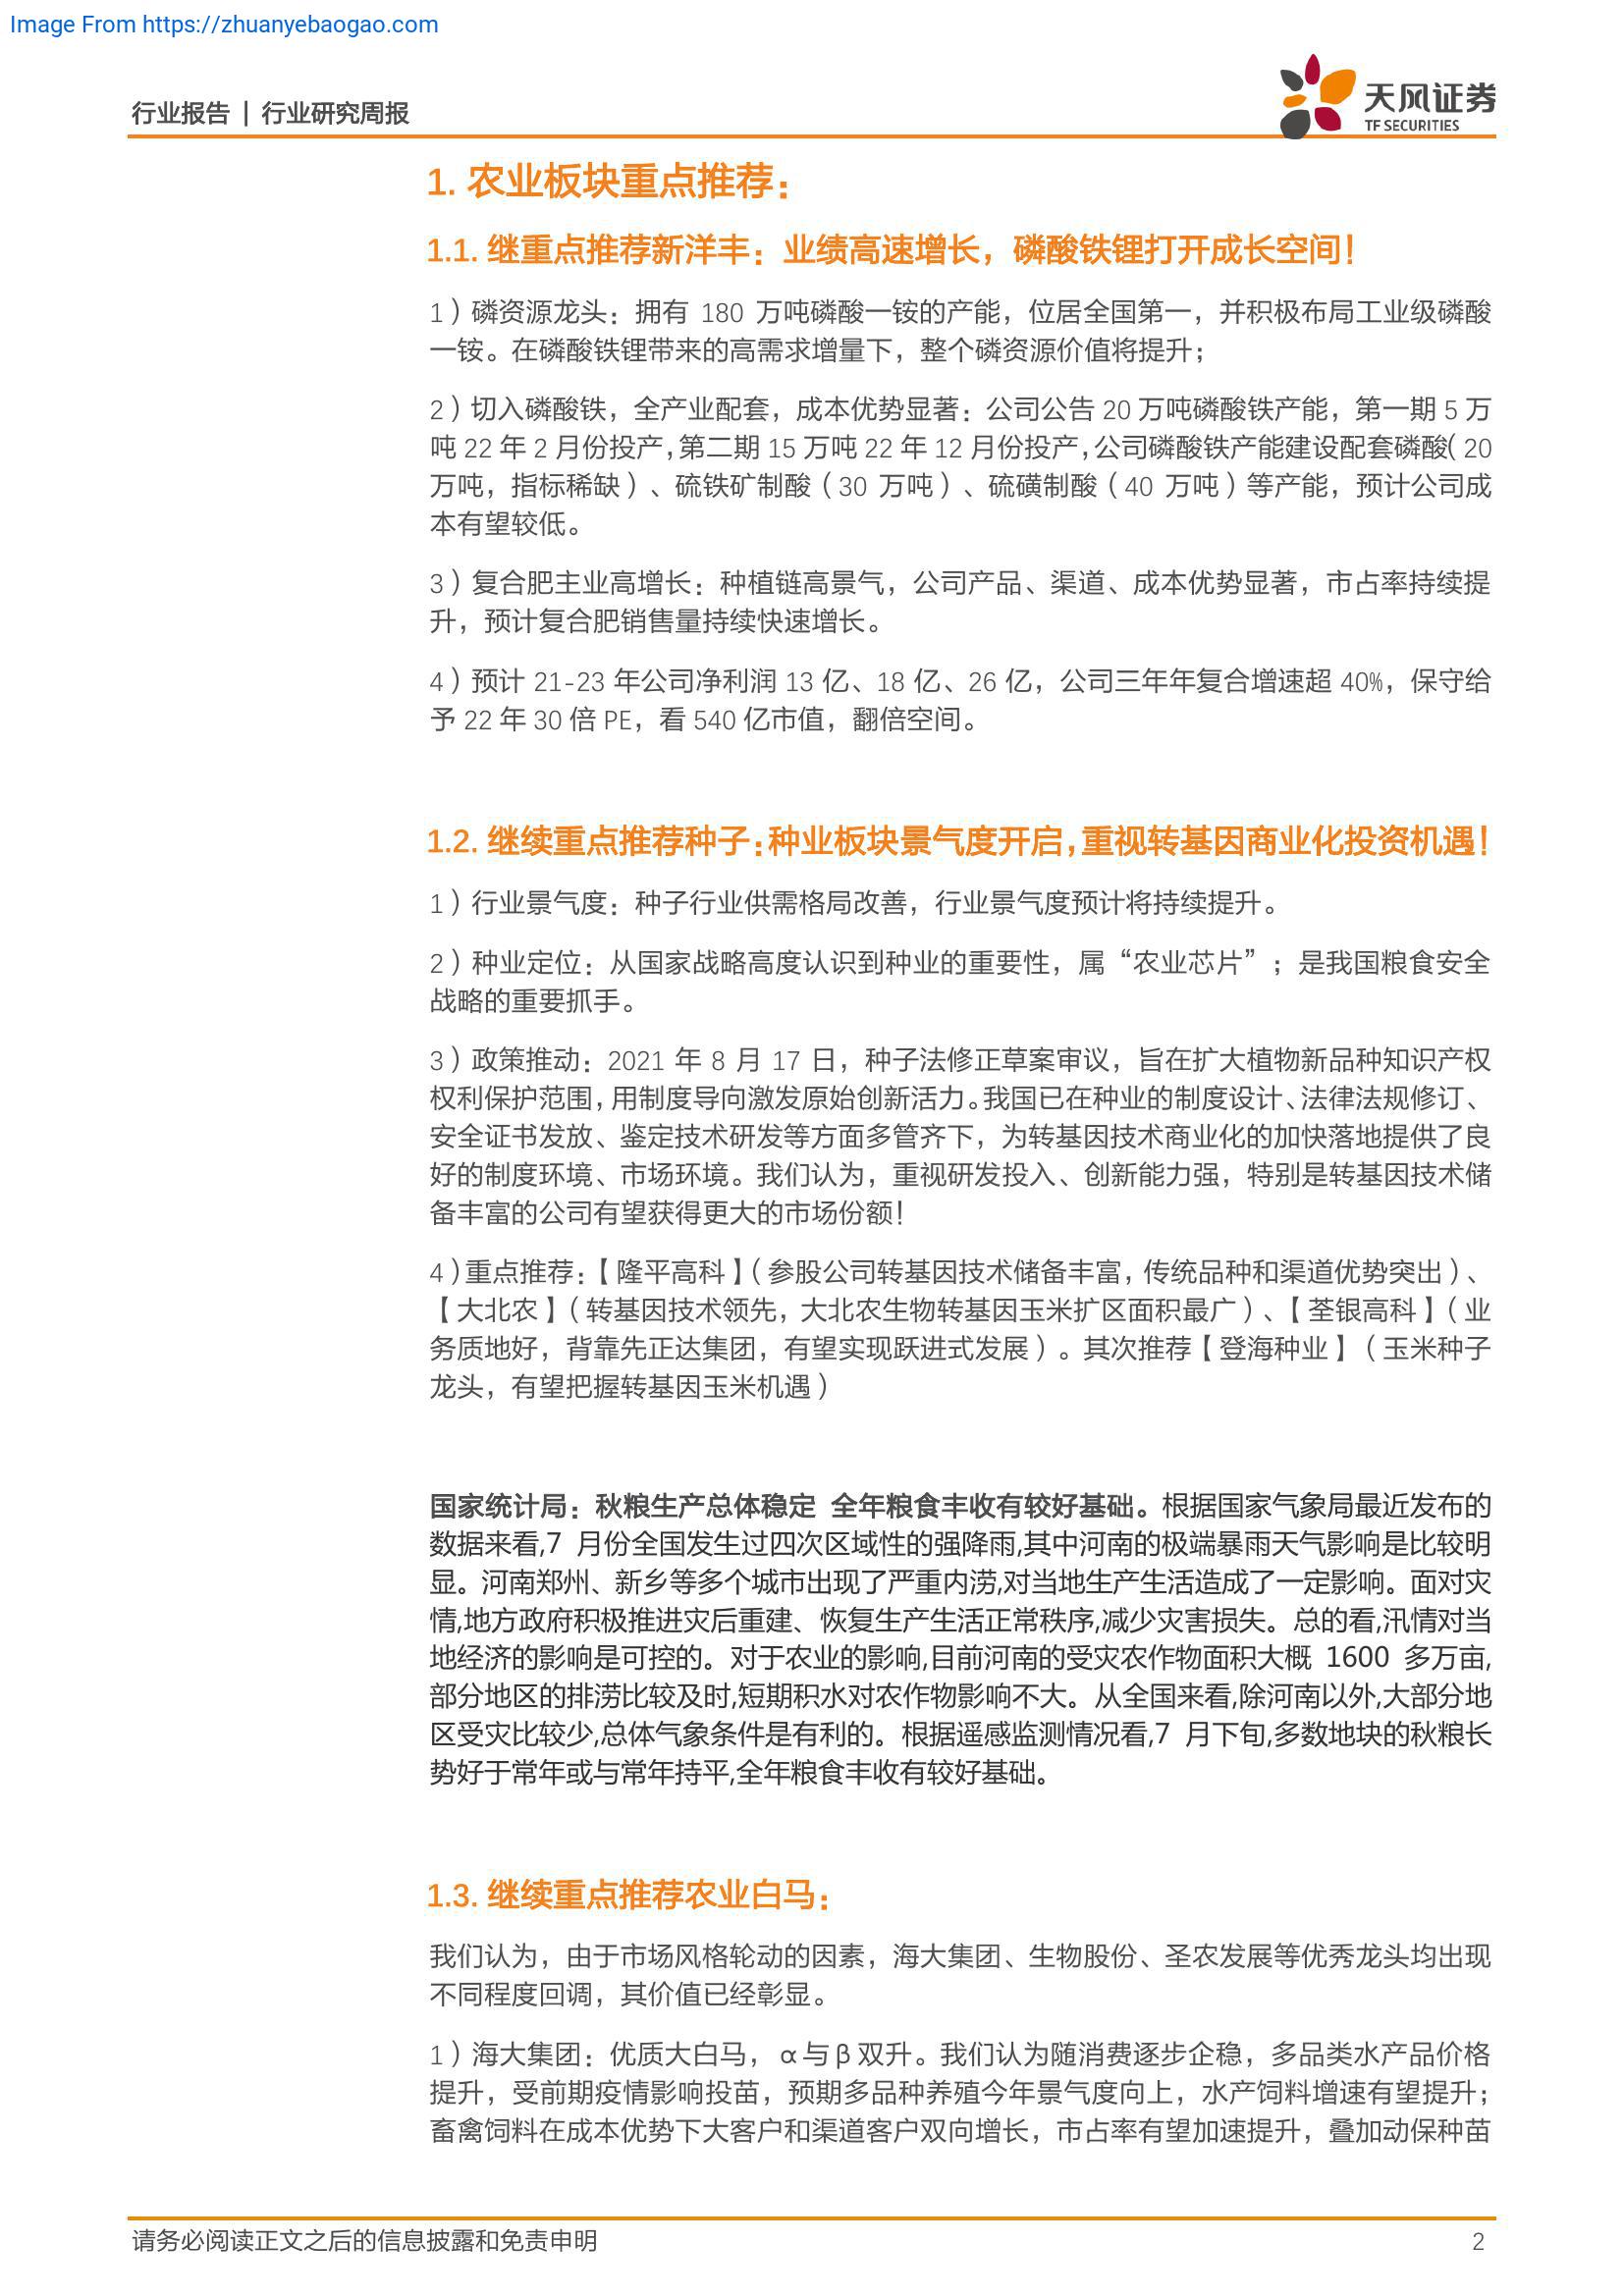 Image From https://zhuanyebaogao.com
行业报告 | 行业研究周报
天风证券
TF SECURITIES
1. 农业板块重点推荐：
1.1. 继重点推荐新洋丰：业绩高速增长，磷酸铁锂打开成长空间！
1）磷资源龙头：拥有 180 万吨磷酸一铵的产能，位居全国第一，并积极布局工业级磷酸
一铵。在磷酸铁锂带来的高需求增量下，整个磷资源价值将提升；
2）切入磷酸铁，全产业配套，成本优势显著：公司公告 20 万吨磷酸铁产能，第一期 5 万
吨 22 年 2 月份投产，第二期 15 万吨 22 年 12 月份投产，公司磷酸铁产能建设配套磷酸（20
万吨，指标稀缺）、硫铁矿制酸（30 万吨）、硫磺制酸（40 万吨）等产能，预计公司成
本有望较低。
3）复合肥主业高增长：种植链高景气，公司产品、渠道、成本优势显著，市占率持续提
升，预计复合肥销售量持续快速增长。
4）预计 21-23 年公司净利润 13 亿、18 亿、26 亿，公司三年年复合增速超 40%，保守给
予 22 年 30 倍 PE，看 540 亿市值，翻倍空间。
1.2. 继续重点推荐种子：种业板块景气度开启，重视转基因商业化投资机遇！
1）行业景气度：种子行业供需格局改善，行业景气度预计将持续提升。
2）种业定位：从国家战略高度认识到种业的重要性，属“农业芯片”；是我国粮食安全
战略的重要抓手。
3）政策推动：2021 年 8 月 17 日，种子法修正草案审议，旨在扩大植物新品种知识产权
权利保护范围，用制度导向激发原始创新活力。我国已在种业的制度设计、法律法规修订、
安全证书发放、鉴定技术研发等方面多管齐下，为转基因技术商业化的加快落地提供了良
好的制度环境、市场环境。我们认为，重视研发投入、创新能力强，特别是转基因技术储
备丰富的公司有望获得更大的市场份额！
4）重点推荐：【隆平高科】（参股公司转基因技术储备丰富，传统品种和渠道优势突出）、
【大北农】（转基因技术领先，大北农生物转基因玉米扩区面积最广）、【荃银高科】（业
务质地好，背靠先正达集团，有望实现跃进式发展）。其次推荐【登海种业】（玉米种子
龙头，有望把握转基因玉米机遇）
国家统计局：秋粮生产总体稳定 全年粮食丰收有较好基础。根据国家气象局最近发布的
数据来看,7 月份全国发生过四次区域性的强降雨,其中河南的极端暴雨天气影响是比较明
显。河南郑州、新乡等多个城市出现了严重内涝,对当地生产生活造成了一定影响。面对灾
情,地方政府积极推进灾后重建、恢复生产生活正常秩序,减少灾害损失。总的看,汛情对当
地经济的影响是可控的。对于农业的影响,目前河南的受灾农作物面积大概 1600 多万亩,
部分地区的排涝比较及时,短期积水对农作物影响不大。从全国来看,除河南以外,大部分地
区受灾比较少,总体气象条件是有利的。根据遥感监测情况看,7 月下旬,多数地块的秋粮长
势好于常年或与常年持平,全年粮食丰收有较好基础。
1.3. 继续重点推荐农业白马：
我们认为，由于市场风格轮动的因素，海大集团、生物股份、圣农发展等优秀龙头均出现
不同程度回调，其价值已经彰显。
1）海大集团：优质大白马，α与β双升。我们认为随消费逐步企稳，多品类水产品价格
提升，受前期疫情影响投苗，预期多品种养殖今年景气度向上，水产饲料增速有望提升；
畜禽饲料在成本优势下大客户和渠道客户双向增长，市占率有望加速提升，叠加动保种苗
请务必阅读正文之后的信息披露和免责申明
2